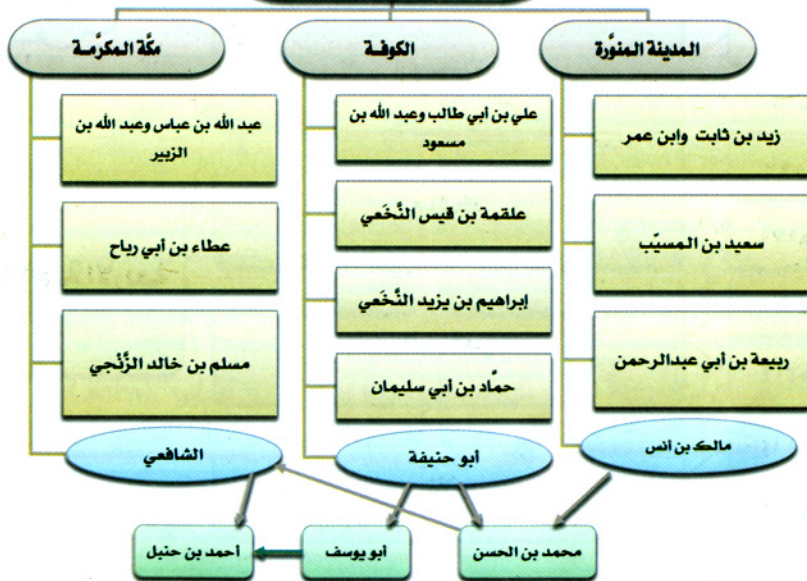 المدينة المنوَّرة
الكوفة
مكَّة المكرَّمة
زيد بن ثابت وابن عمر
سعيد بن المسيّب
ربيعة بن أبي عبدالرحمن
مالك بن أنس
علي بن أبي طالب وعبد الله بن
مسعود
علقمة بن قيس النَّخَعي
إبراهيم بن يزيد النَّخَعي
حمَّاد بن أبي سليمان
أبو حنيفة
عبد الله بن عباس وعبد الله بن
الزبير
عطاء بن أبي رباح
مسلم بن خالد الزَّنْجي
الشافعي
محمد بن الحسن
أبو يوسف
أحمد بن حنبل